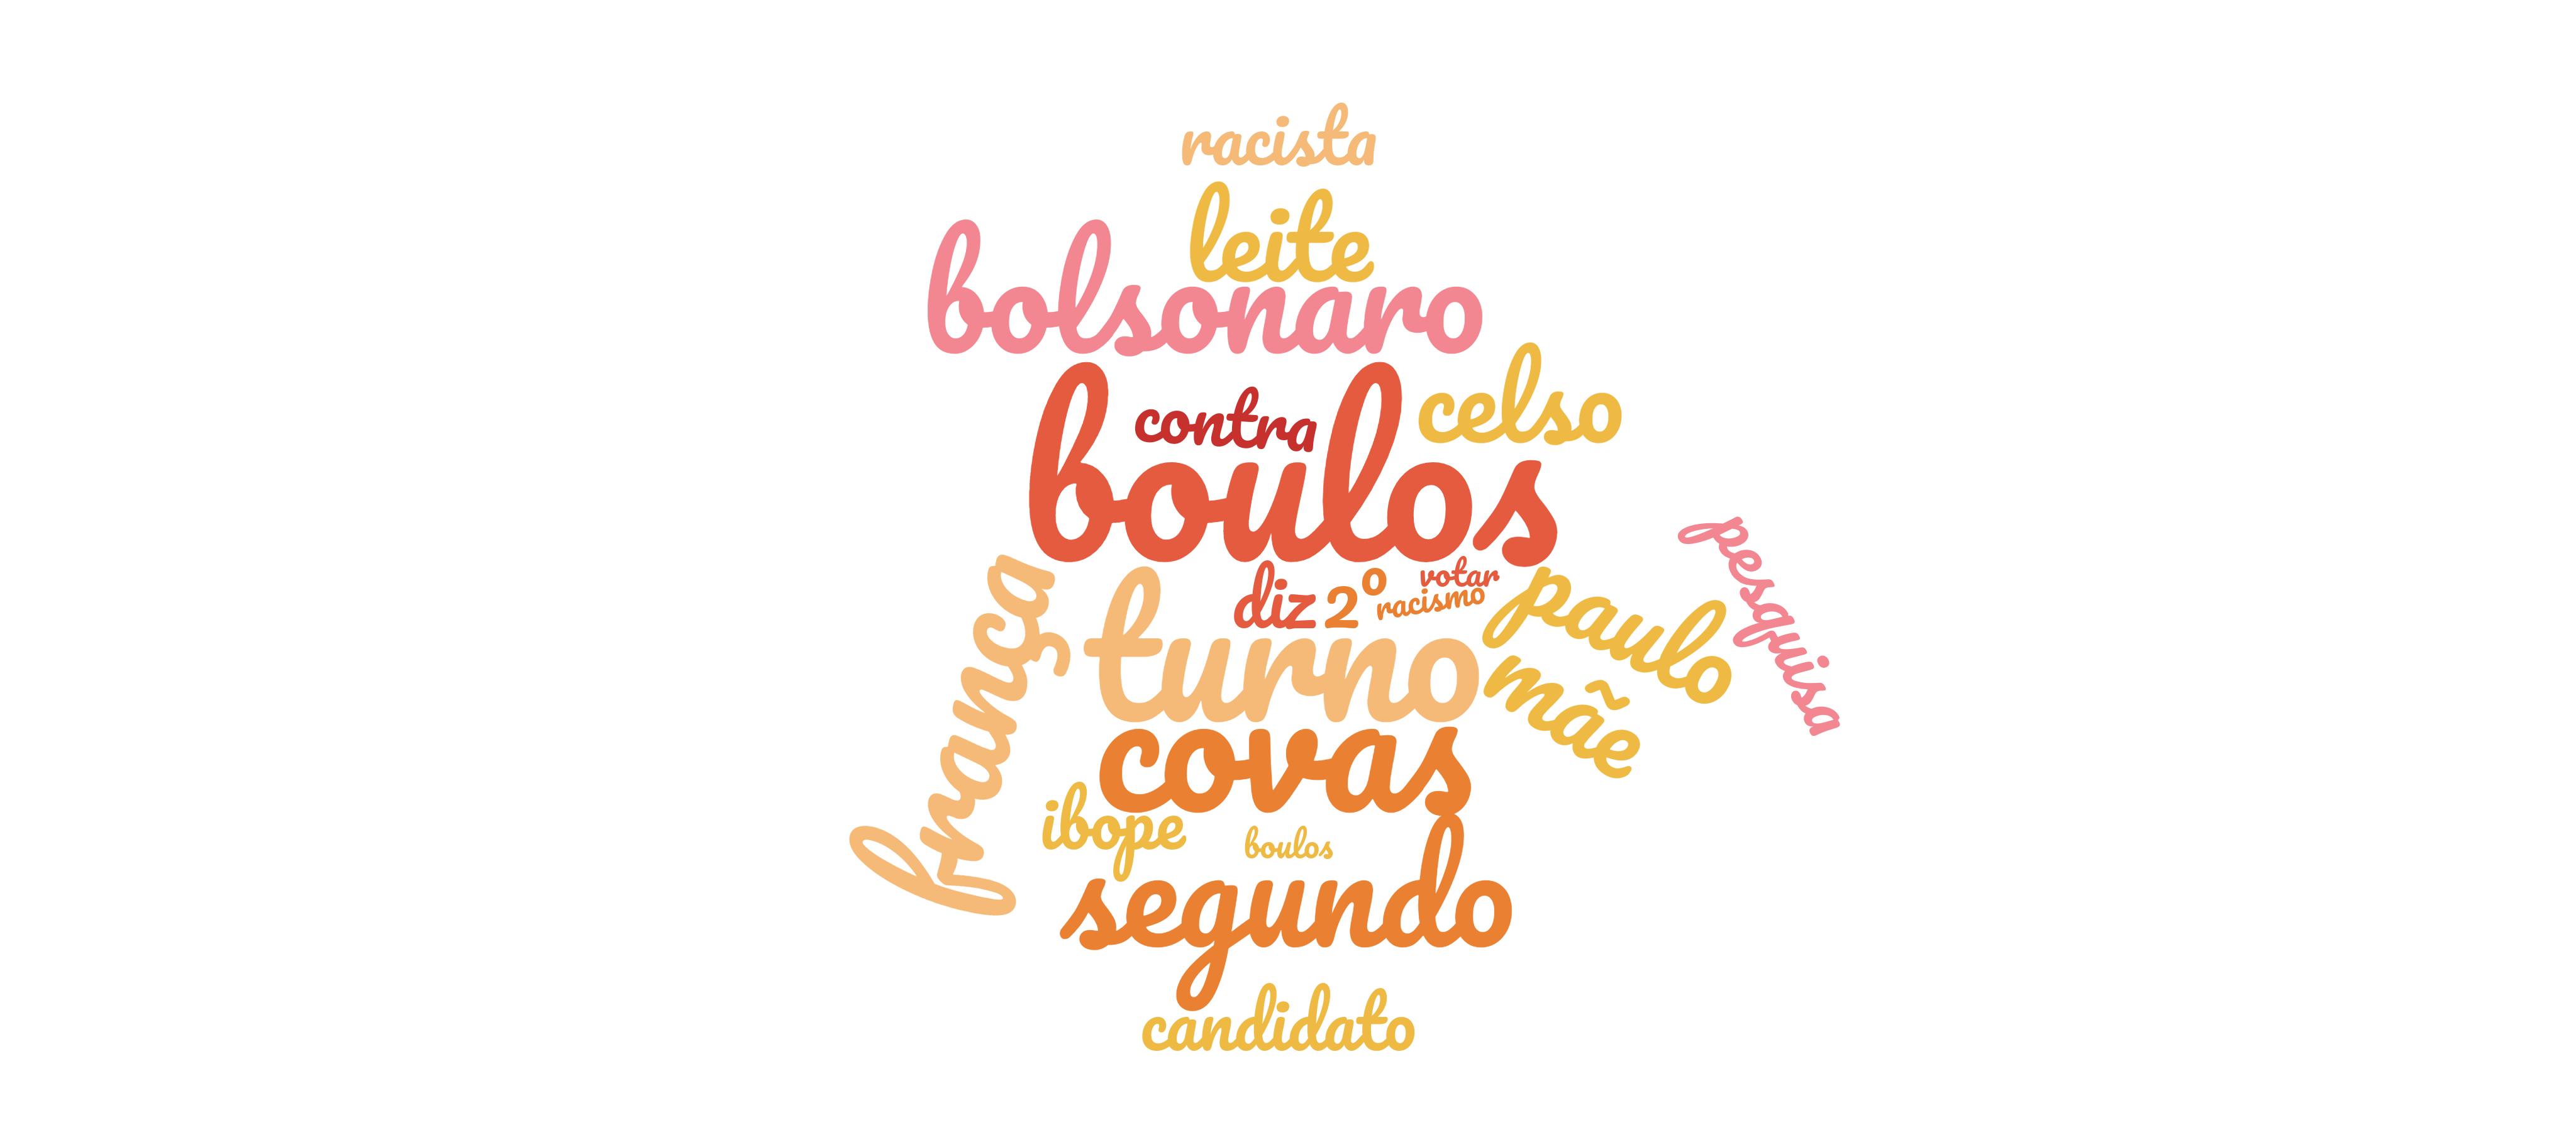 racista
leite
bolsonaro
celso
contra
boulos
pesquisa
frança
diz
2º
votar
racismo
paulo
turno
mãe
covas
ibope
boulos
segundo
candidato